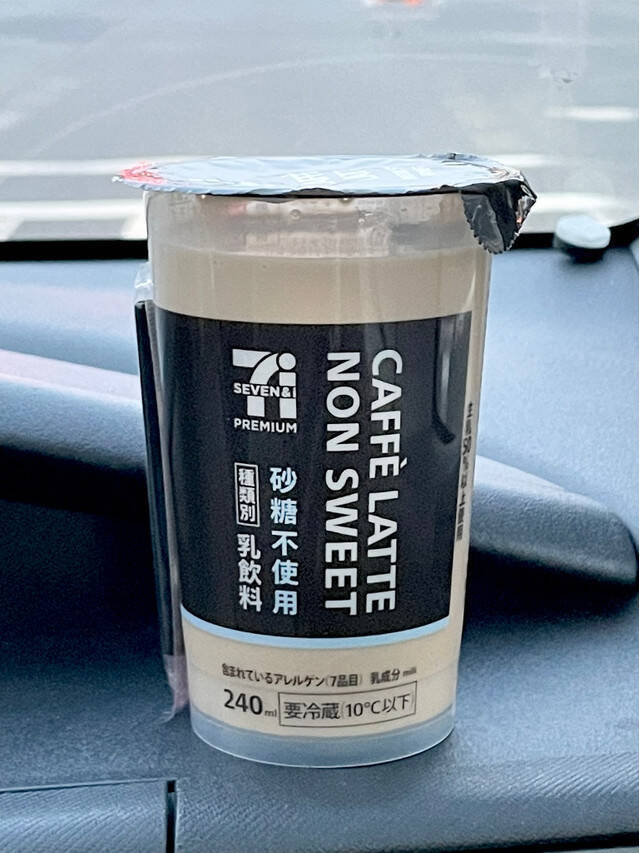 CAFFÈ LATTE
NON SWEET
7i
SEVEN&I
PREMIUM
砂糖不使用
種類別 乳飲料
含まれているアレルゲン(7品目) 乳成分 milk
240ml 要冷蔵(10℃以下)